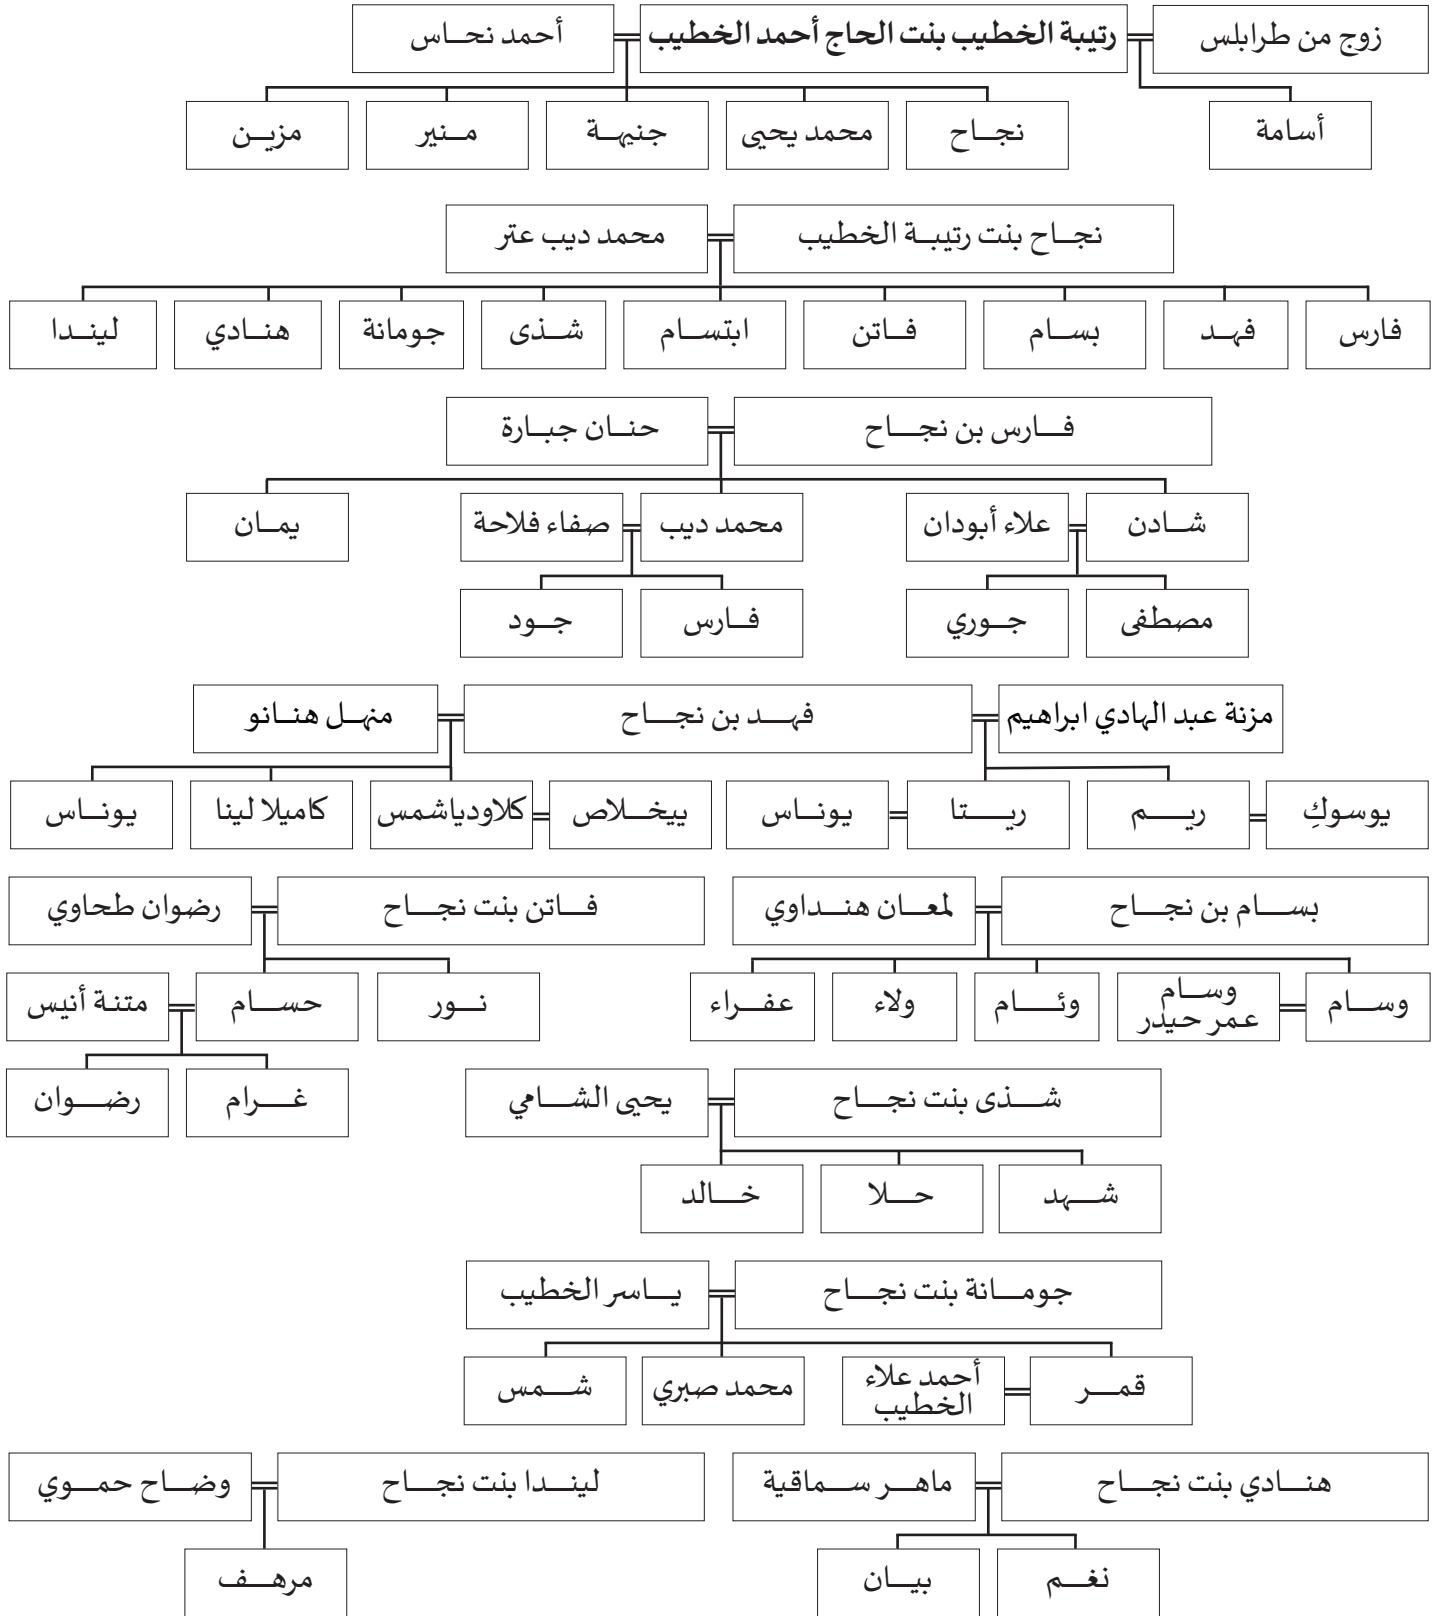 زوج من طرابلس
رتيبة الخطيب بنت الحاج أحمد الخطيب
أحمد نحاس
أسامة
نجاح
محمد يحيى
جنيهة
منير
مزين
نجاح بنت رتيبة الخطيب
محمد ديب عتر
فارس
فهد
بسام
فاتن
ابتسام
شذى
جومانة
هنادي
ليندا
فارس بن نجاح
حنان جبارة
شادن
علاء أبودان
محمد ديب
صفاء فلاحة
يمان
مصطفى
جوري
فارس
جود
مزنة عبد الهادي ابراهيم
فهد بن نجاح
منهل هنانو
يوسوكِ
ريم
ريتا
يوناس
ييخلاص
كلاودياشمس
كاميلا لينا
يوناس
بسام بن نجاح
لمعان هنداوي
فاتن بنت نجاح
رضوان طحاوي
وسام
وسام
عمر حيدر
وئام
ولاء
عفراء
نور
حسام
متنة أنيس
غرام
رضوان
شذى بنت نجاح
يحيى الشامي
شهد
حلا
خالد
جومانة بنت نجاح
ياسر الخطيب
قمر
أحمد علاء
الخطيب
محمد صبري
شمس
هنادي بنت نجاح
ماهر سماقية
ليندا بنت نجاح
وضاح حموي
نغم
بيان
مرهف